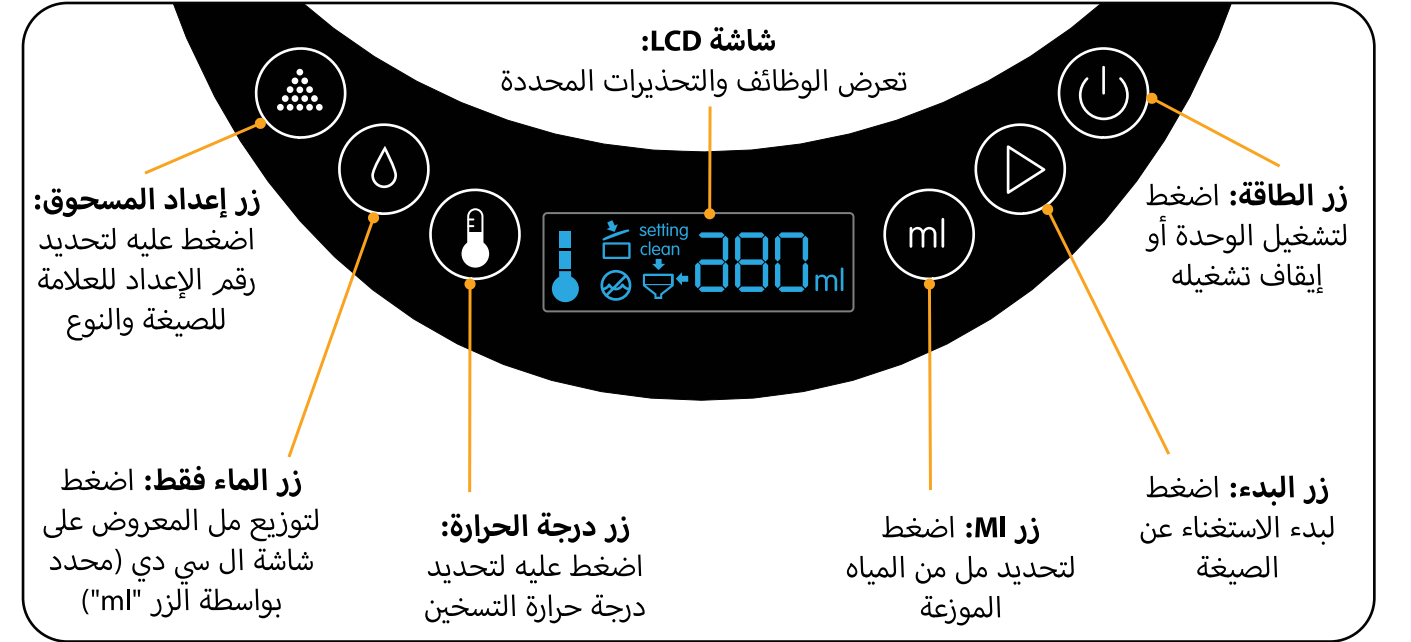 شاشة LCD:
تعرض الوظائف والتحذيرات المحددة
زر الطاقة: اضغط
لتشغيل الوحدة أو
إيقاف تشغيله
زر إعداد المسحوق:
اضغط عليه لتحديد
رقم الإعداد للعلامة
للصيغة والنوع
ml
setting
clean
380 ml
زر البدء: اضغط
لبدء الاستغناء عن
الصيغة
زر Ml: اضغط
لتحديد مل من المياه
الموزعة
زر درجة الحرارة:
اضغط عليه لتحديد
درجة حرارة التسخين
زر الماء فقط: اضغط
لتوزيع مل المعروض على
شاشة ال سي دي (محدد
بواسطة الزر "ml")